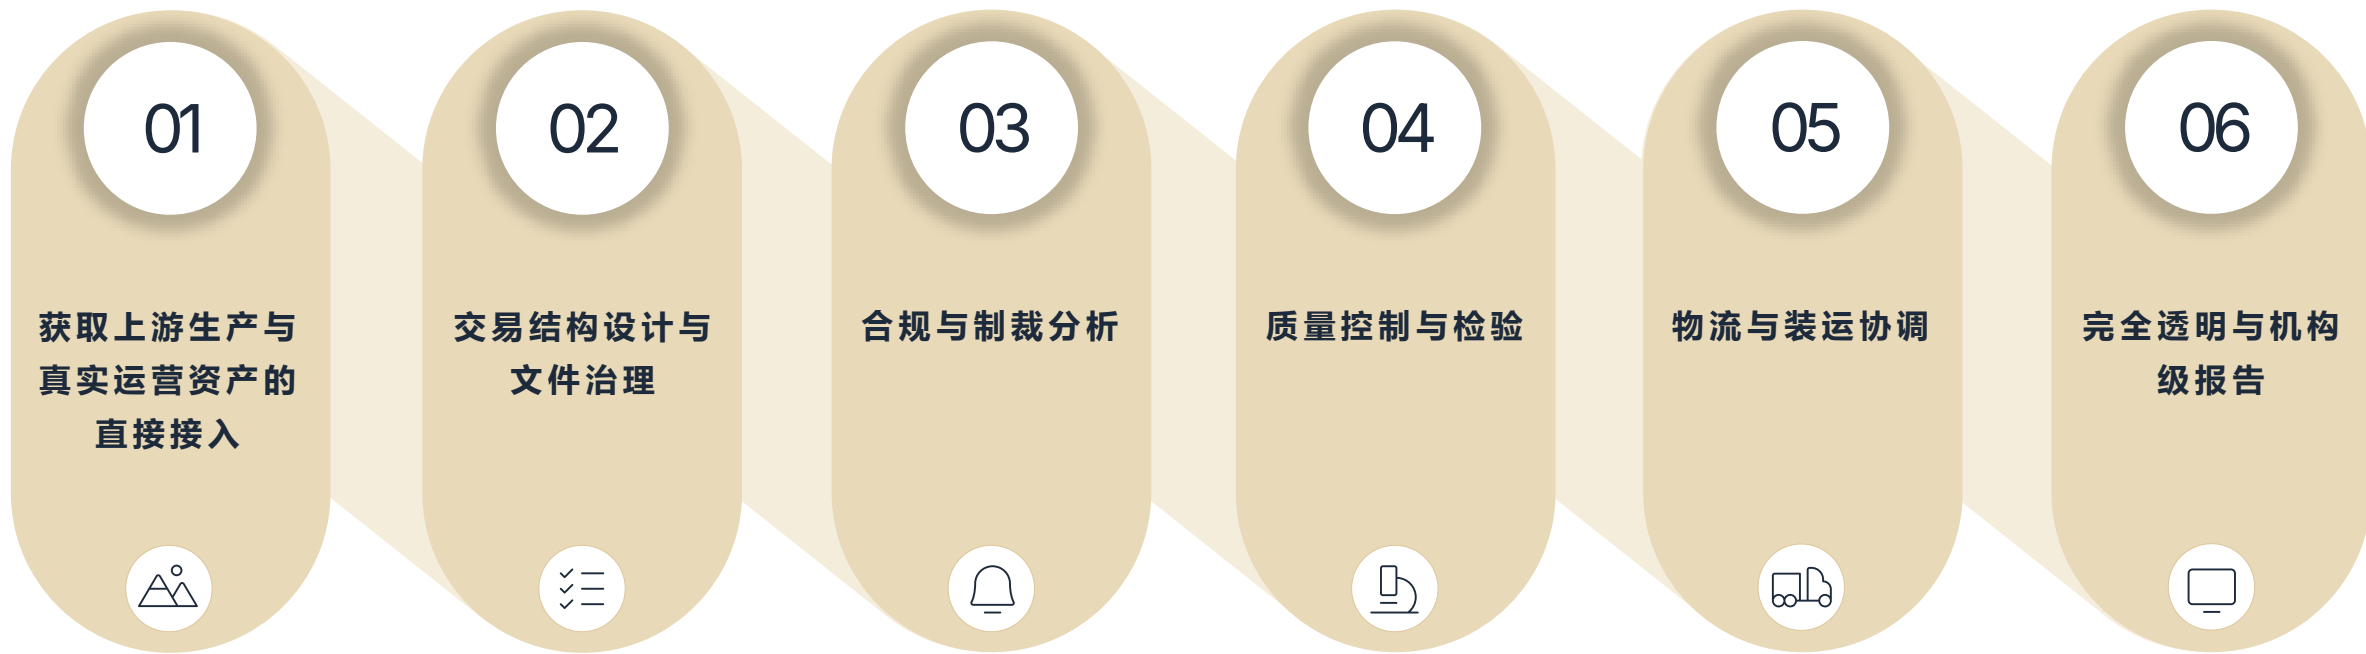 01
获取上游生产与
真实运营资产的
直接接入
02
交易结构设计与
文件治理
03
合规与制裁分析
04
质量控制与检验
05
物流与装运协调
06
完全透明与机构
级报告